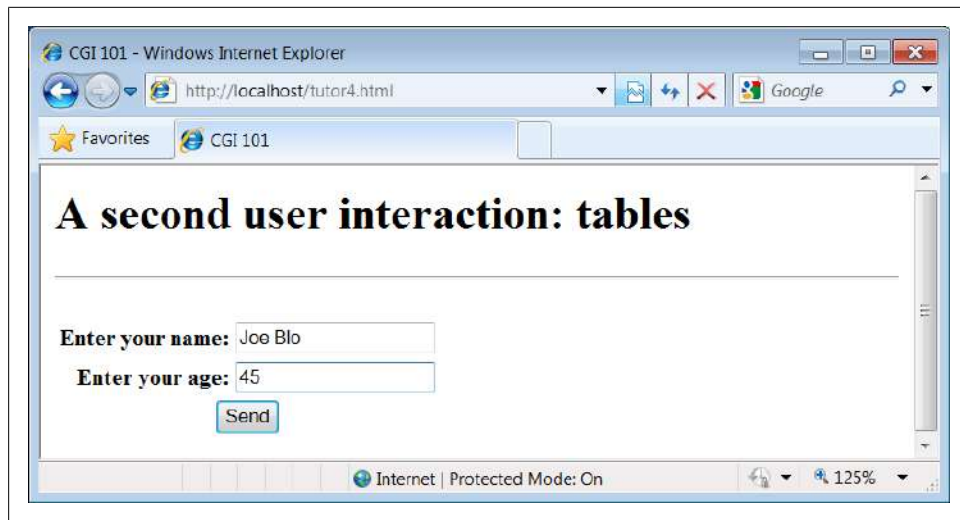 CGI 101 - Windows Internet Explorer
http://localhost/tutor4.html
Google
Favorites
CGI 101
A second user interaction: tables
Enter your name: Joe Blo
Enter your age: 45
Send
Internet | Protected Mode: On
125%